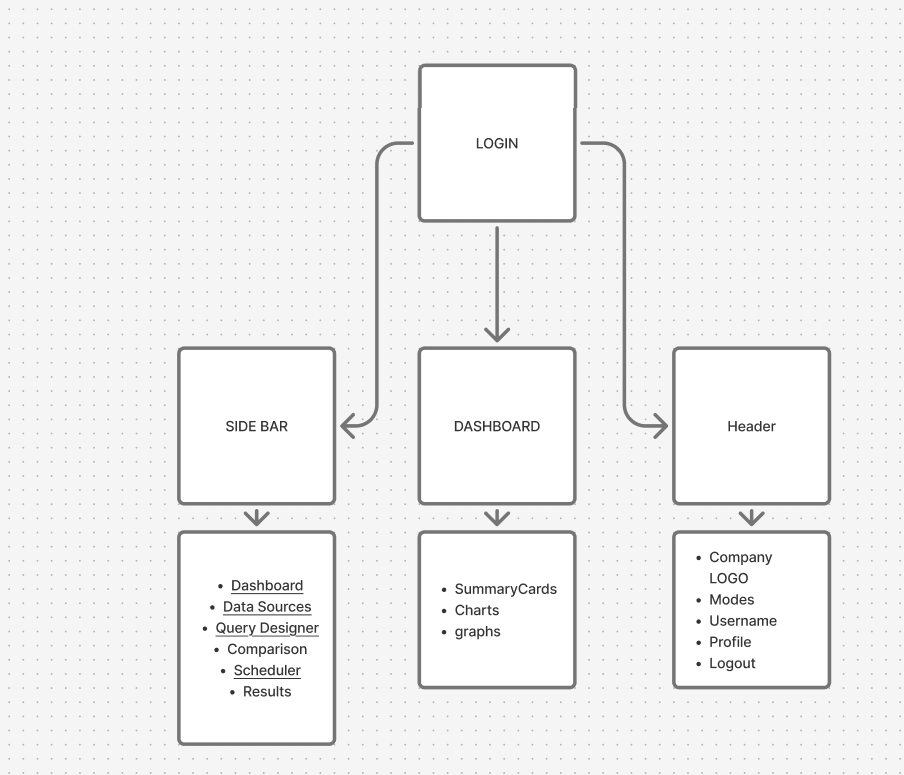 LOGIN
SIDE BAR
DASHBOARD
Header
• Dashboard
• Data Sources
• Query Designer
• Comparison
• Scheduler
• Results
• SummaryCards
• Charts
• graphs
• Company
LOGO
• Modes
• Username
• Profile
• Logout